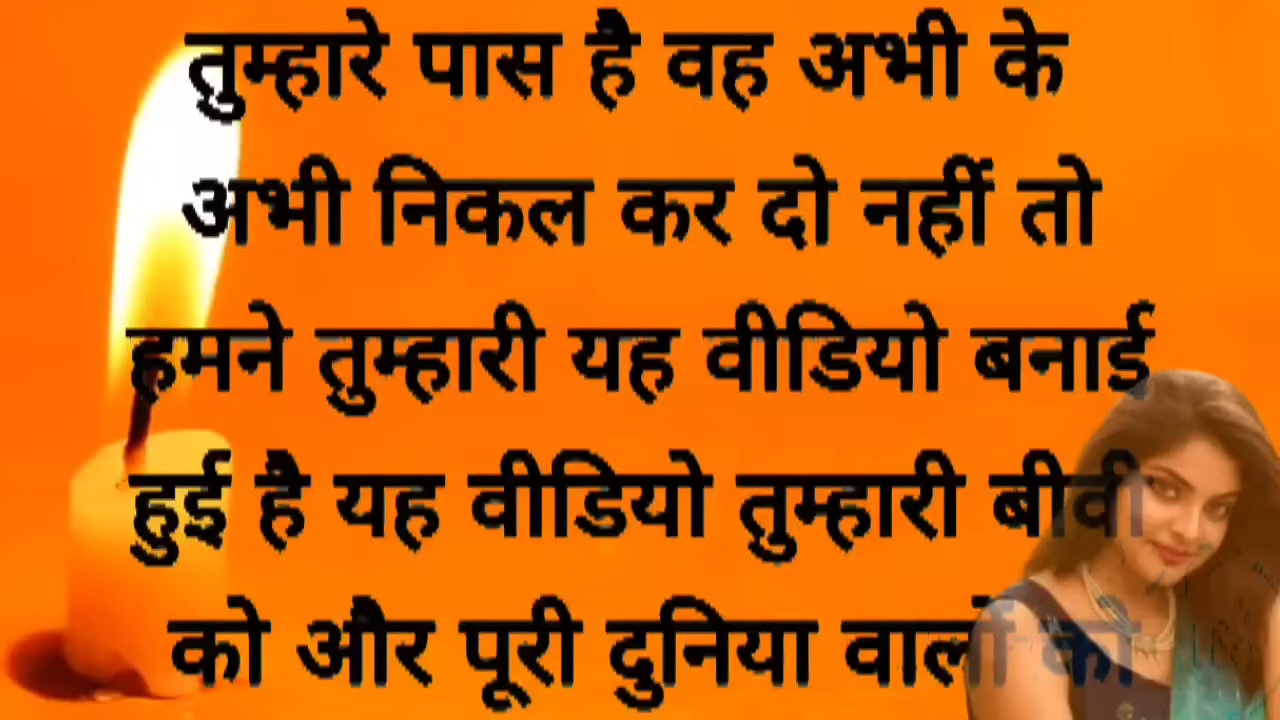 तुम्हारे पास है वह अभी के
अभी निकल कर दो नहीं तो
हमने तुम्हारी यह वीडियो बनाई
हुई है यह वीडियो तुम्हारी बीवी
को और पूरी दुनिया वालों को